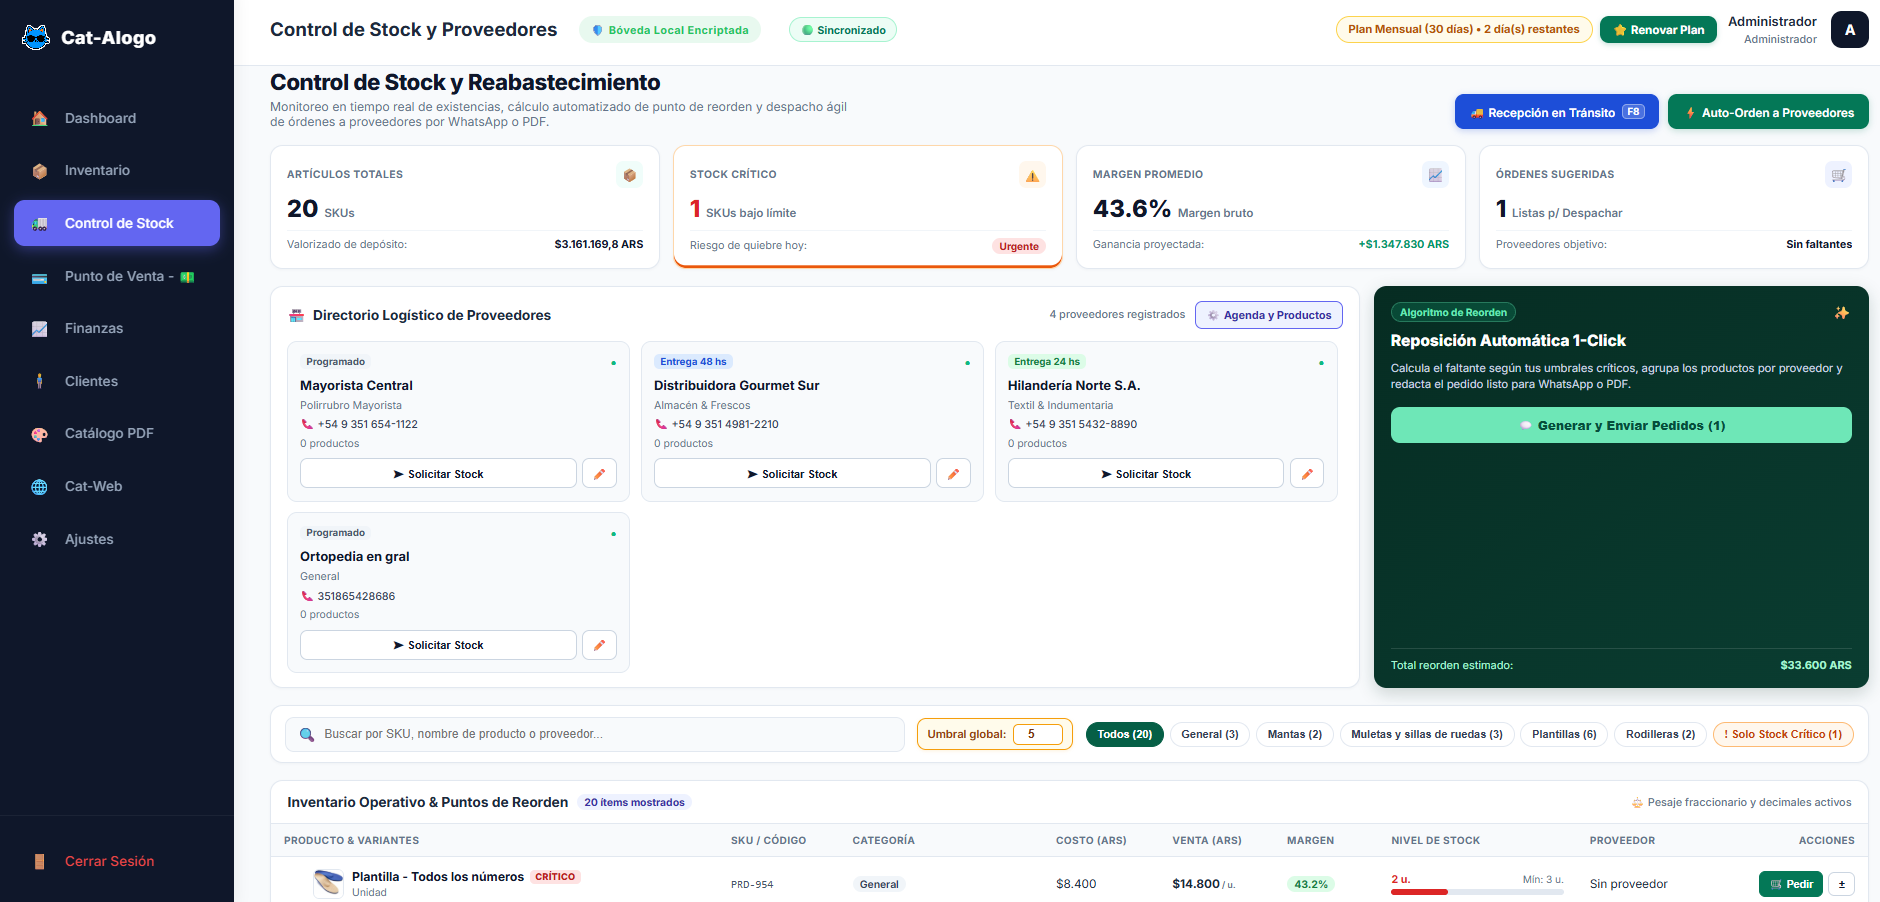 Cat-Alogo
Dashboard
Inventario
Control de Stock
Punto de Venta -
Finanzas
Clientes
Catálogo PDF
Cat-Web
Ajustes
Cerrar Sesión
Control de Stock y Proveedores
Bóveda Local Encriptada
Sincronizado
Plan Mensual (30 días) • 2 día(s) restantes
Renovar Plan
Administrador
Administrador
A
Control de Stock y Reabastecimiento
Monitoreo en tiempo real de existencias, cálculo automatizado de punto de reorden y despacho ágil
de órdenes a proveedores por WhatsApp o PDF.
Recepción en Tránsito F8
Auto-Orden a Proveedores
ARTÍCULOS TOTALES
20 SKUs
Valorizado de depósito: $3.161.169,8 ARS
STOCK CRÍTICO
1 SKUs bajo límite
Riesgo de quiebre hoy: Urgente
MARGEN PROMEDIO
43.6% Margen bruto
Ganancia proyectada: +$1.347.830 ARS
ÓRDENES SUGERIDAS
1 Listas p/ Despachar
Proveedores objetivo: Sin faltantes
Directorio Logístico de Proveedores
4 proveedores registrados
Agenda y Productos
Programado
Mayorista Central
Polirrubro Mayorista
+54 9 351 654-1122
0 productos
Solicitar Stock
Entrega 48 hs
Distribuidora Gourmet Sur
Almacén & Frescos
+54 9 351 4981-2210
0 productos
Solicitar Stock
Entrega 24 hs
Hilandería Norte S.A.
Textil & Indumentaria
+54 9 351 5432-8890
0 productos
Solicitar Stock
Programado
Ortopedia en gral
General
351865428686
0 productos
Solicitar Stock
Algoritmo de Reorden
Reposición Automática 1-Click
Calcula el faltante según tus umbrales críticos, agrupa los productos por proveedor y
redacta el pedido listo para WhatsApp o PDF.
Generar y Enviar Pedidos (1)
Total reorden estimado: $33.600 ARS
Buscar por SKU, nombre de producto o proveedor...
Umbral global: 5
Todos (20)
General (3)
Mantas (2)
Muletas y sillas de ruedas (3)
Plantillas (6)
Rodilleras (2)
! Solo Stock Crítico (1)
Inventario Operativo & Puntos de Reorden
20 ítems mostrados
Pesaje fraccionario y decimales activos
PRODUCTO & VARIANTES SKU / CÓDIGO CATEGORÍA COSTO (ARS) VENTA (ARS) MARGEN NIVEL DE STOCK PROVEEDOR ACCIONES
Plantilla - Todos los números CRÍTICO
Unidad
PRD-954
General
$8.400
$14.800 / u.
43.2%
2 u. Mín: 3 u.
Sin proveedor
Pedir
±